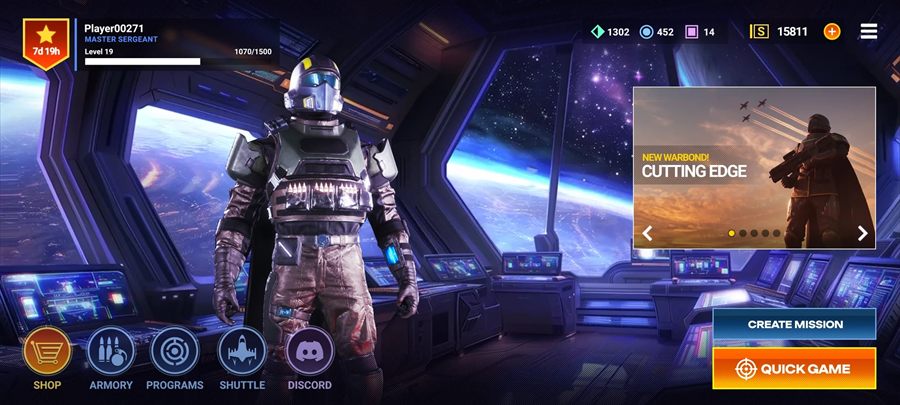 Player00271
MASTER SERGEANT
7d 19h
Level 19
1070/1500
1302
452
14
S
15811
NEW WARBOND!
CUTTING EDGE
CREATE MISSION
QUICK GAME
SHOP
ARMORY
PROGRAMS
SHUTTLE
DISCORD